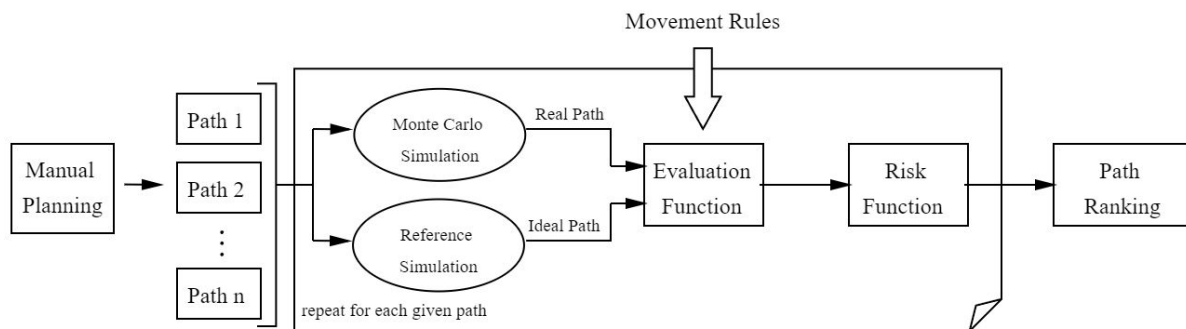 Movement Rules
Manual
Planning
Path 1
Path 2
⋮
Path n
Monte Carlo
Simulation
Real Path
Reference
Simulation
Ideal Path
repeat for each given path
Evaluation
Function
Risk
Function
Path
Ranking